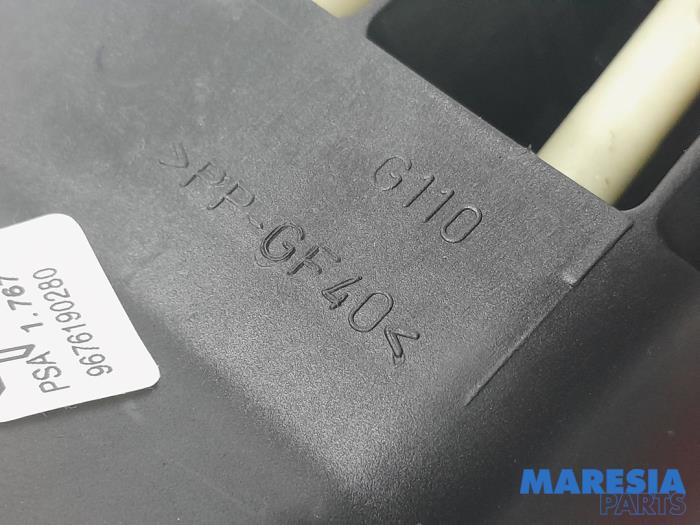 G110
>PP-GF40<
PSA 1.767
9676190280
MARESIA
PARTS